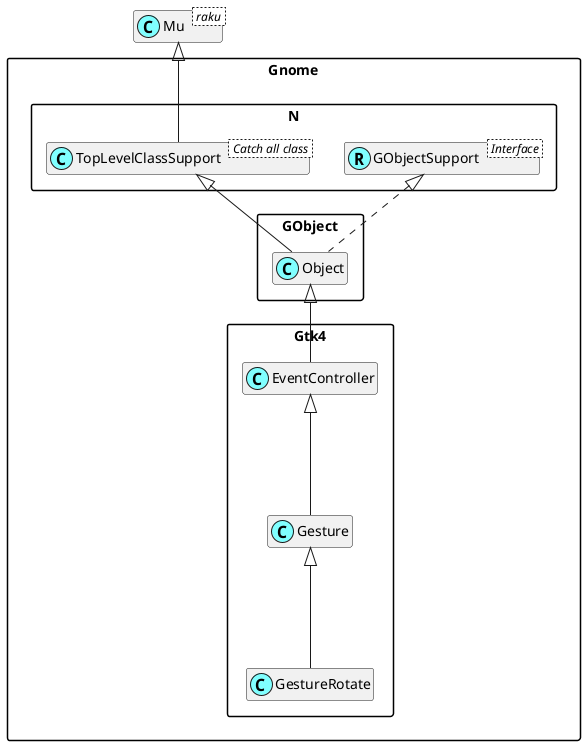 C Mu raku
Gnome
N
C TopLevelClassSupport Catch all class
R GObjectSupport Interface
GObject
C Object
Gtk4
C EventController
C Gesture
C GestureRotate